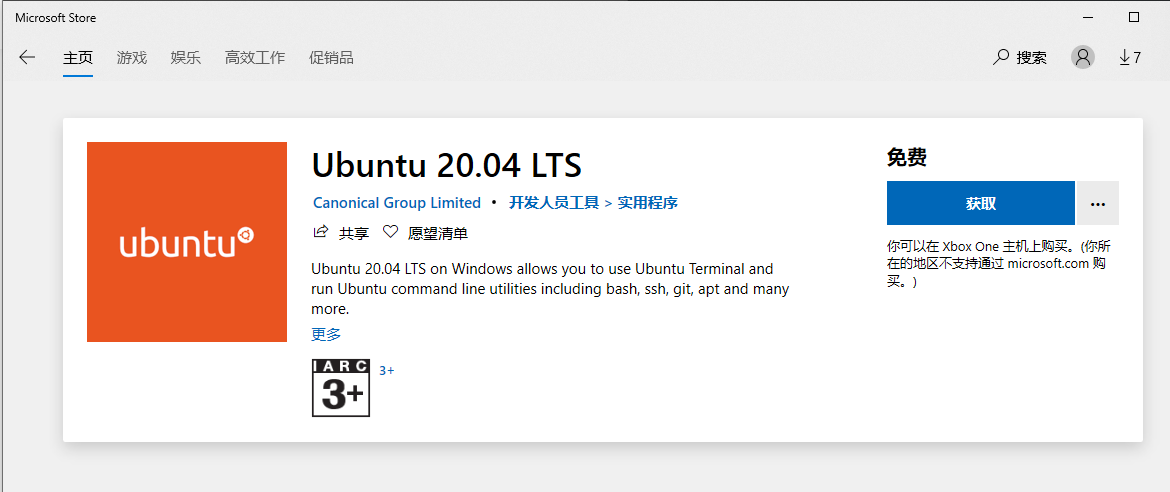 Microsoft Store
主页 游戏 娱乐 高效工作 促销品 搜索 7
ubuntu
Ubuntu 20.04 LTS
Canonical Group Limited • 开发人员工具 > 实用程序
共享 愿望清单
Ubuntu 20.04 LTS on Windows allows you to use Ubuntu Terminal and
run Ubuntu command line utilities including bash, ssh, git, apt and many
more.
更多
IARC
3+
3+
免费
获取 ···
你可以在 Xbox One 主机上购买。(你所
在的地区不支持通过 microsoft.com 购
买。)